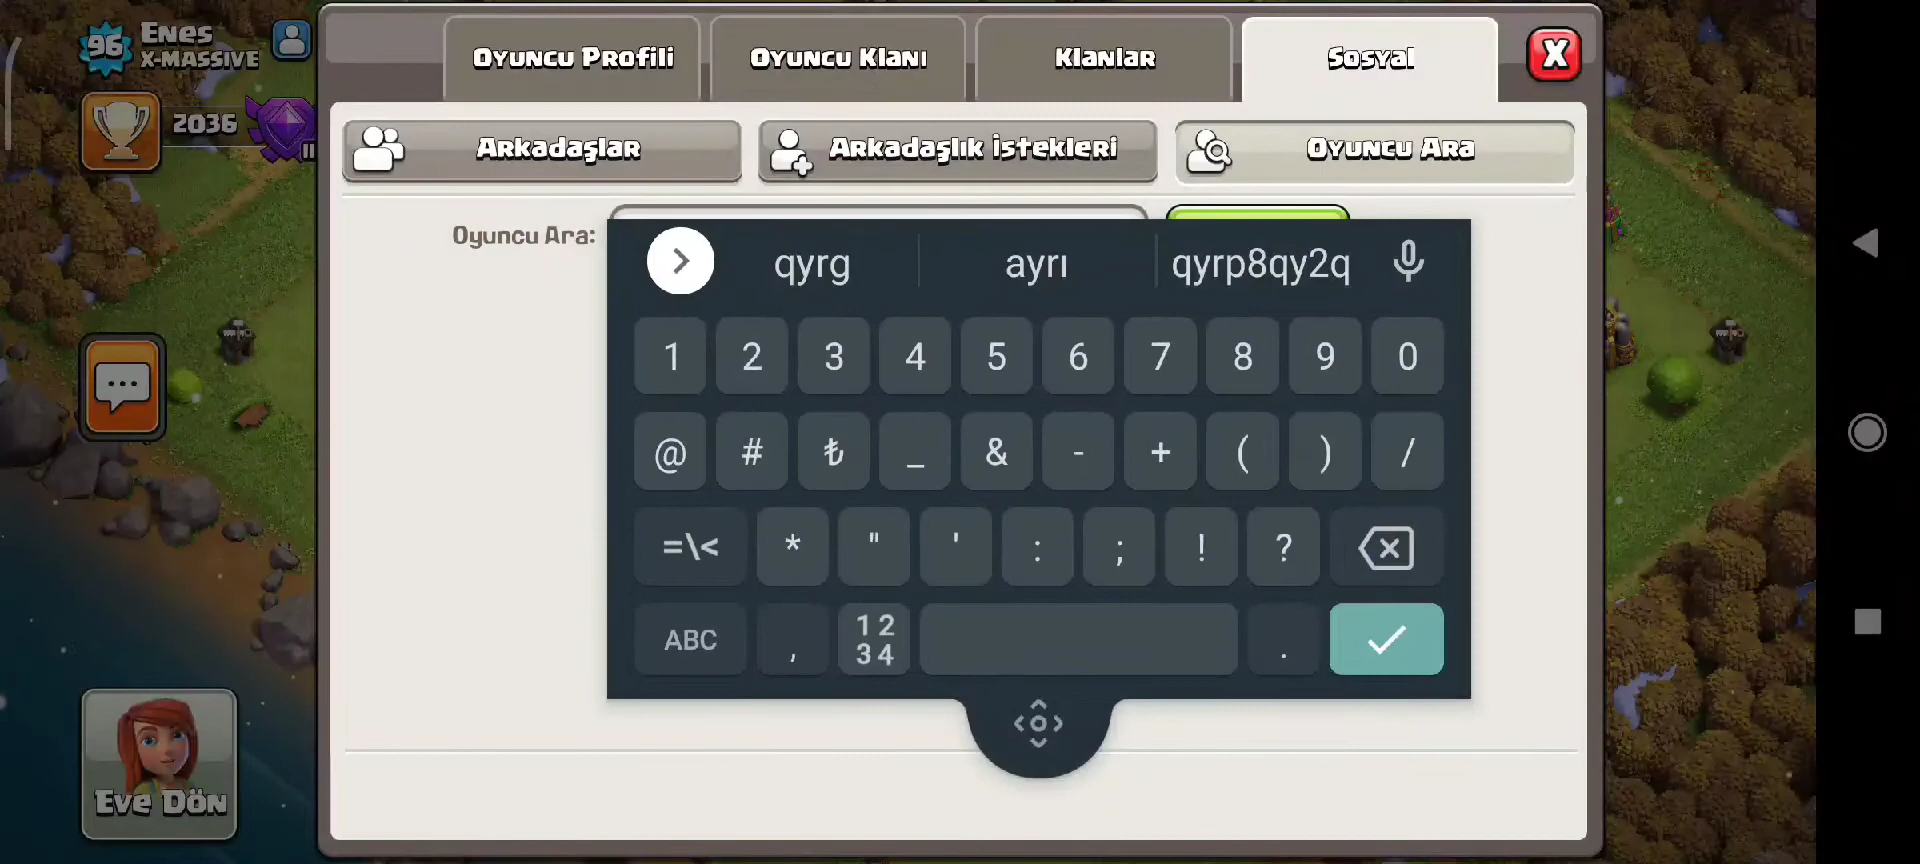 96
Enes
X-MASSIVE
2036
Oyuncu Profili
Oyuncu Klanı
Klanlar
Sosyal
X
Arkadaşlar
Arkadaşlık İstekleri
Oyuncu Ara
Oyuncu Ara:
qyrg
ayrı
qyrp8qy2q
1 2 3 4 5 6 7 8 9 0
@ # ₺ _ & - + ( ) /
=\< * " ' : ; ! ?
ABC , 12 34 .
Eve Dön